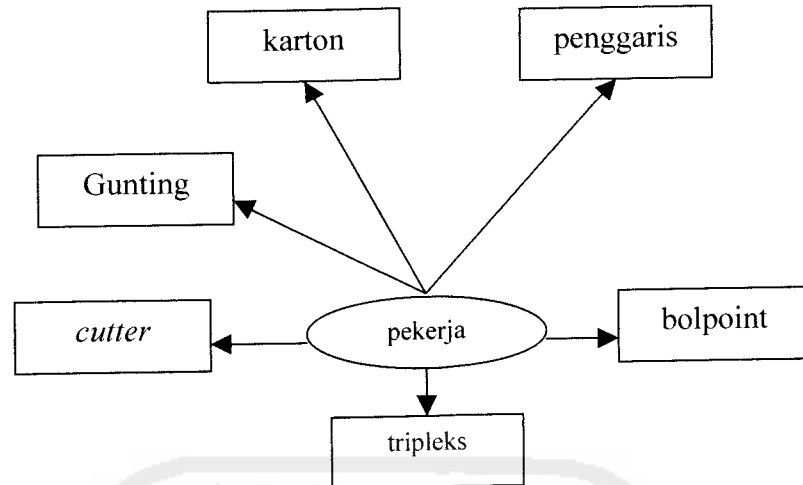 karton
penggaris
Gunting
cutter
pekerja
bolpoint
tripleks